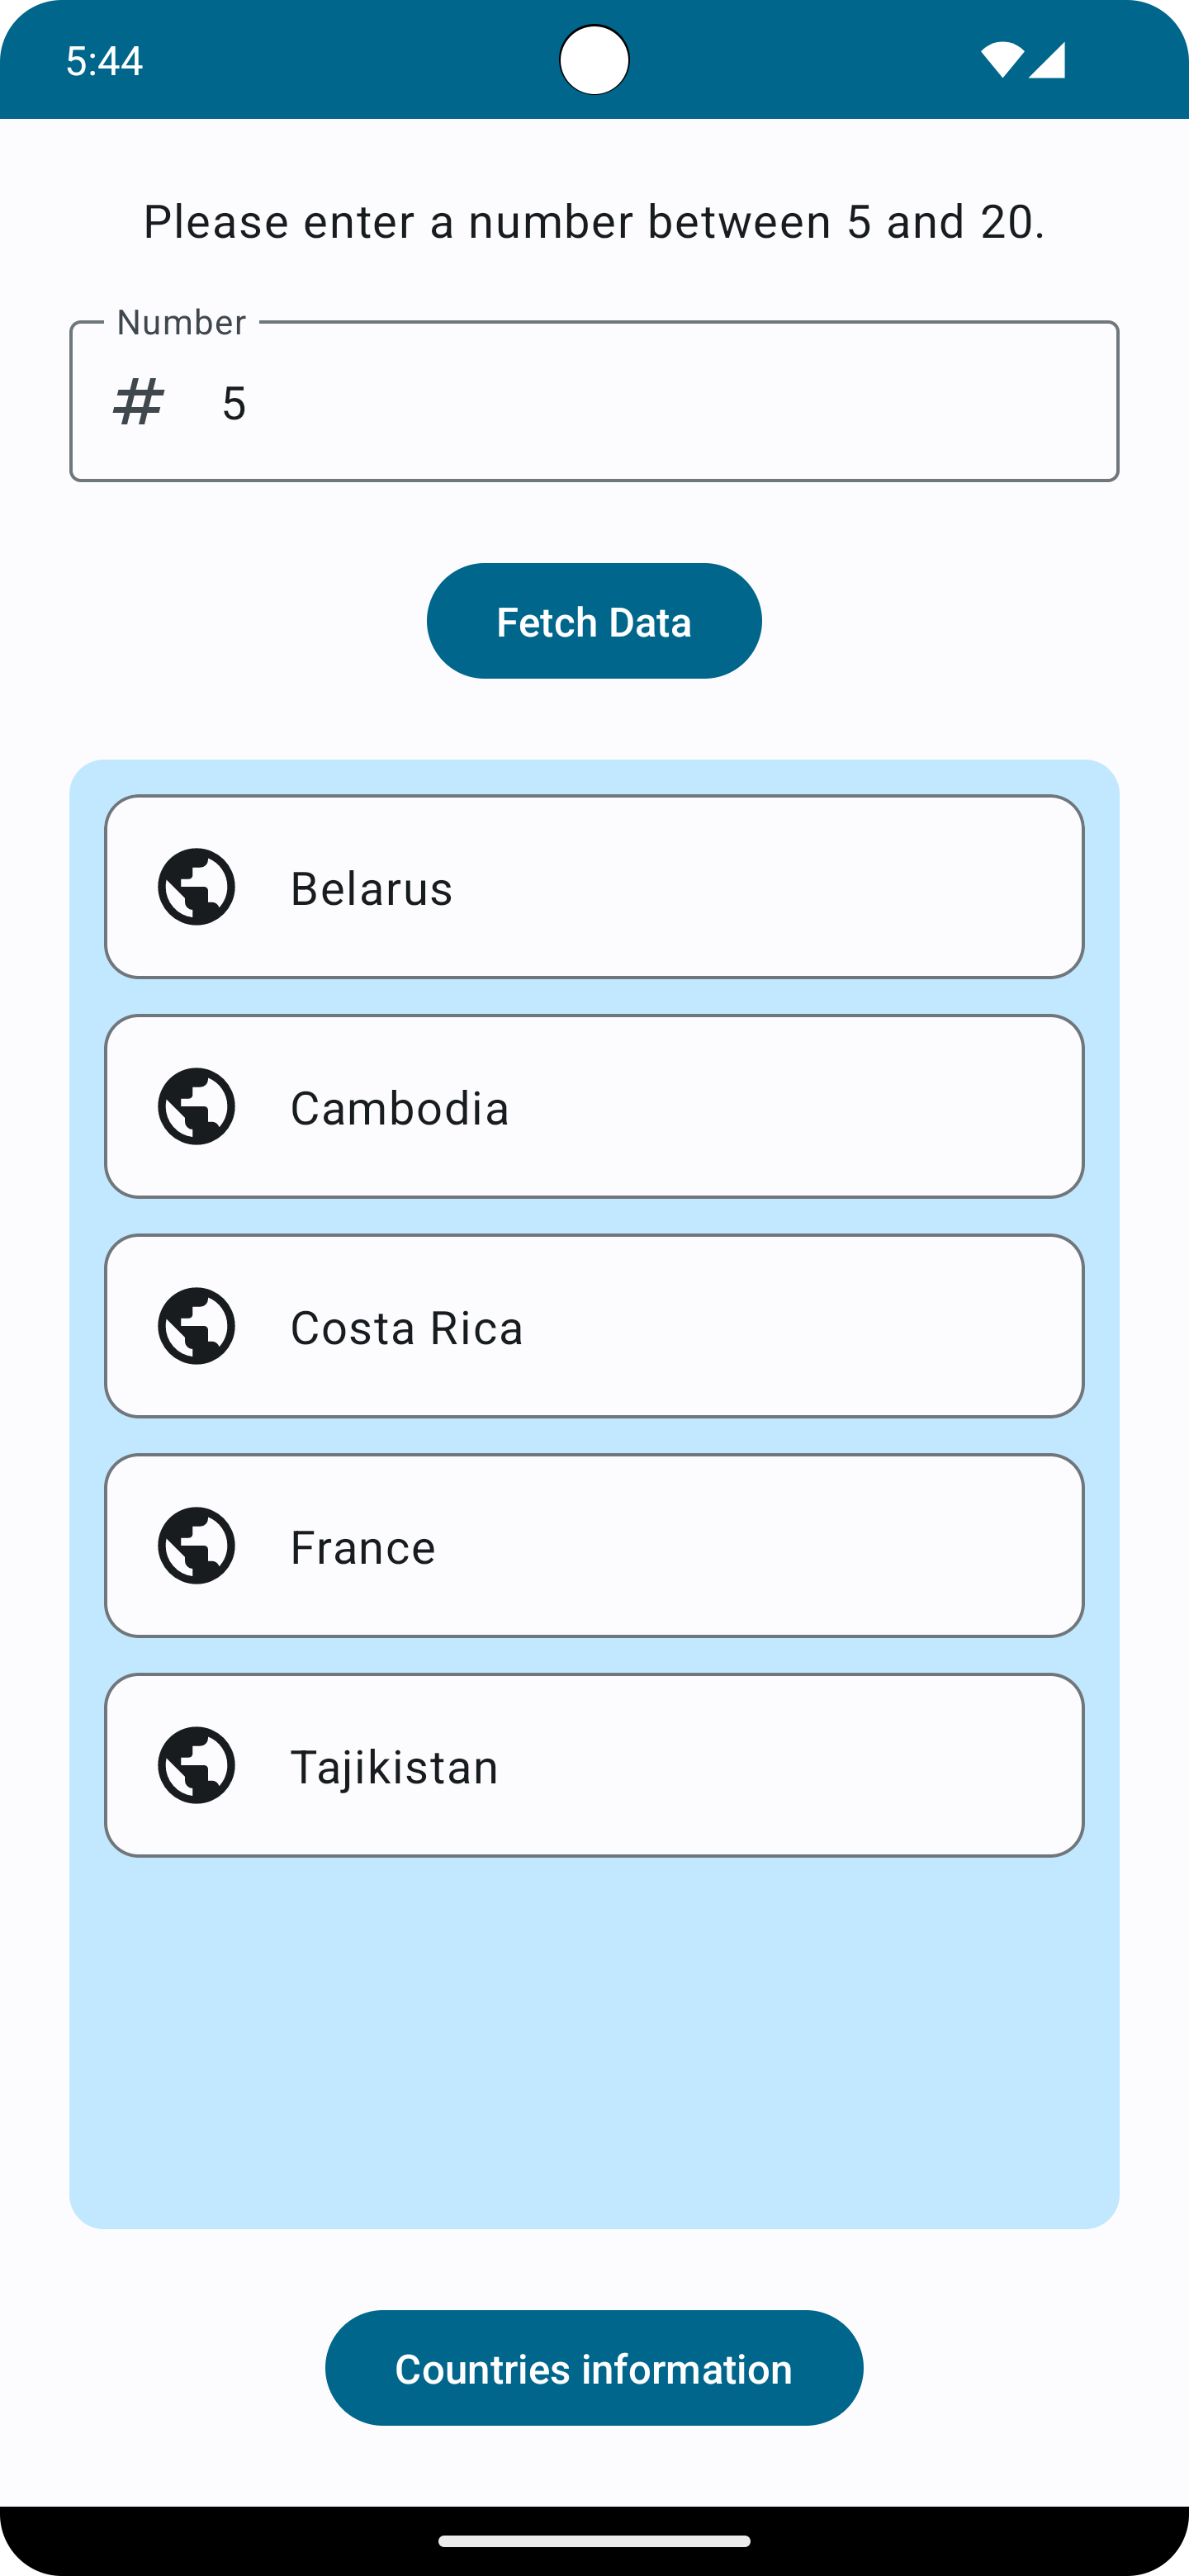 5:44
Please enter a number between 5 and 20.
Number
# 5
Fetch Data
Belarus
Cambodia
Costa Rica
France
Tajikistan
Countries information